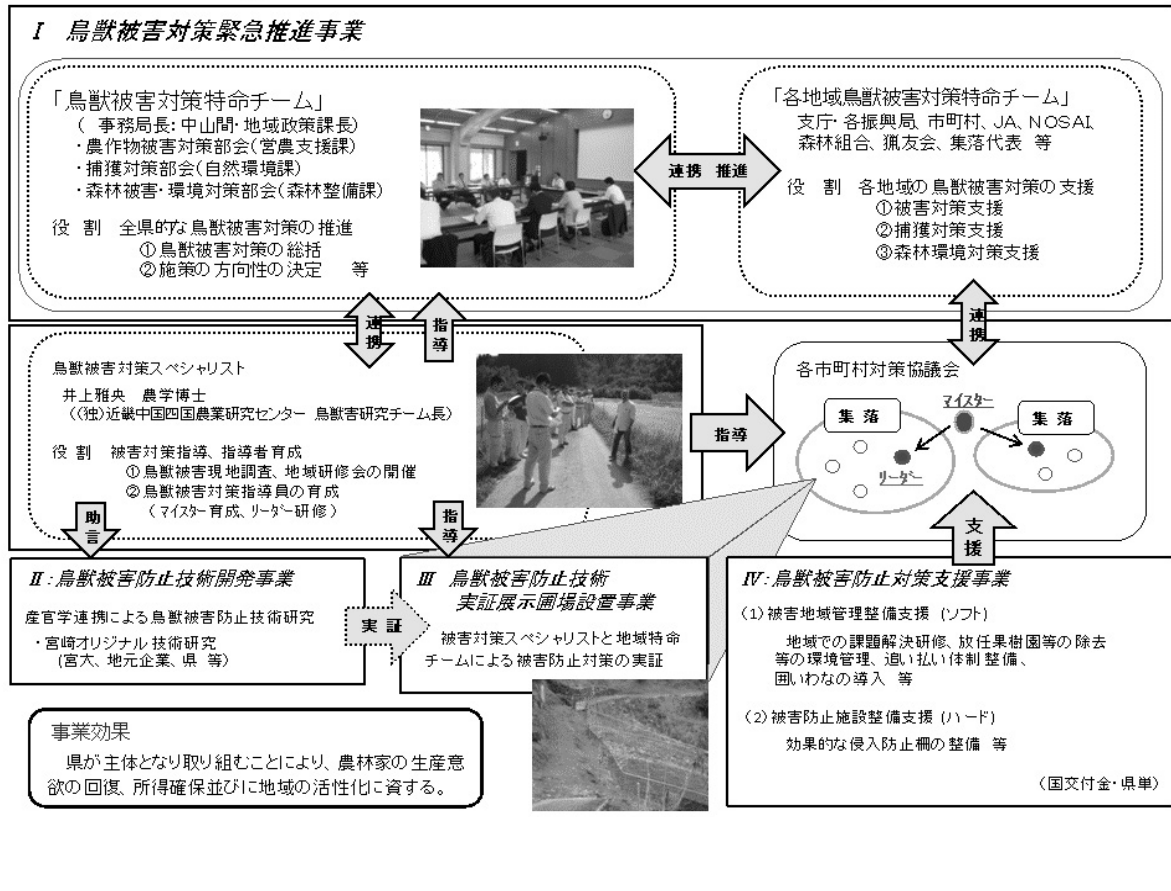 Ⅰ 鳥獣被害対策緊急推進事業
「鳥獣被害対策特命チーム」
( 事務局長：中山間・地域政策課長)
・農作物被害対策部会(営農支援課)
・捕獲対策部会(自然環境課)
・森林被害・環境対策部会(森林整備課)
役 割 全県的な鳥獣被害対策の推進
①鳥獣被害対策の総括
②施策の方向性の決定 等
連携 推進
「各地域鳥獣被害対策特命チーム」
支庁・各振興局、市町村、JA、NOSAI、
森林組合、猟友会、集落代表 等
役 割 各地域の鳥獣被害対策の支援
①被害対策支援
②捕獲対策支援
③森林環境対策支援
連携
指導
連携
鳥獣被害対策スペシャリスト
井上雅央 農学博士
((独)近畿中国四国農業研究センター 鳥獣害研究チーム長)
役 割 被害対策指導、指導者育成
①鳥獣被害現地調査、地域研修会の開催
②鳥獣被害対策指導員の育成
(マイスター育成、リーダー研修)
指導
各市町村対策協議会
マイスター
集 落
集 落
リーダー
助言
指導
支援
Ⅱ：鳥獣被害防止技術開発事業
産官学連携による鳥獣被害防止技術研究
・宮崎オリジナル技術研究
(宮大、地元企業、県 等)
実 証
Ⅲ 鳥獣被害防止技術
実証展示圃場設置事業
被害対策スペシャリストと地域特命
チームによる被害防止対策の実証
Ⅳ：鳥獣被害防止対策支援事業
(1)被害地域管理整備支援 (ソフト)
地域での課題解決研修、放任果樹園等の除去
等の環境管理、追い払い体制整備、
囲いわなの導入 等
(2)被害防止施設整備支援 (ハード)
効果的な侵入防止柵の整備 等
(国交付金・県単)
事業効果
県が主体となり取り組むことにより、農林家の生産意
欲の回復、所得確保並びに地域の活性化に資する。